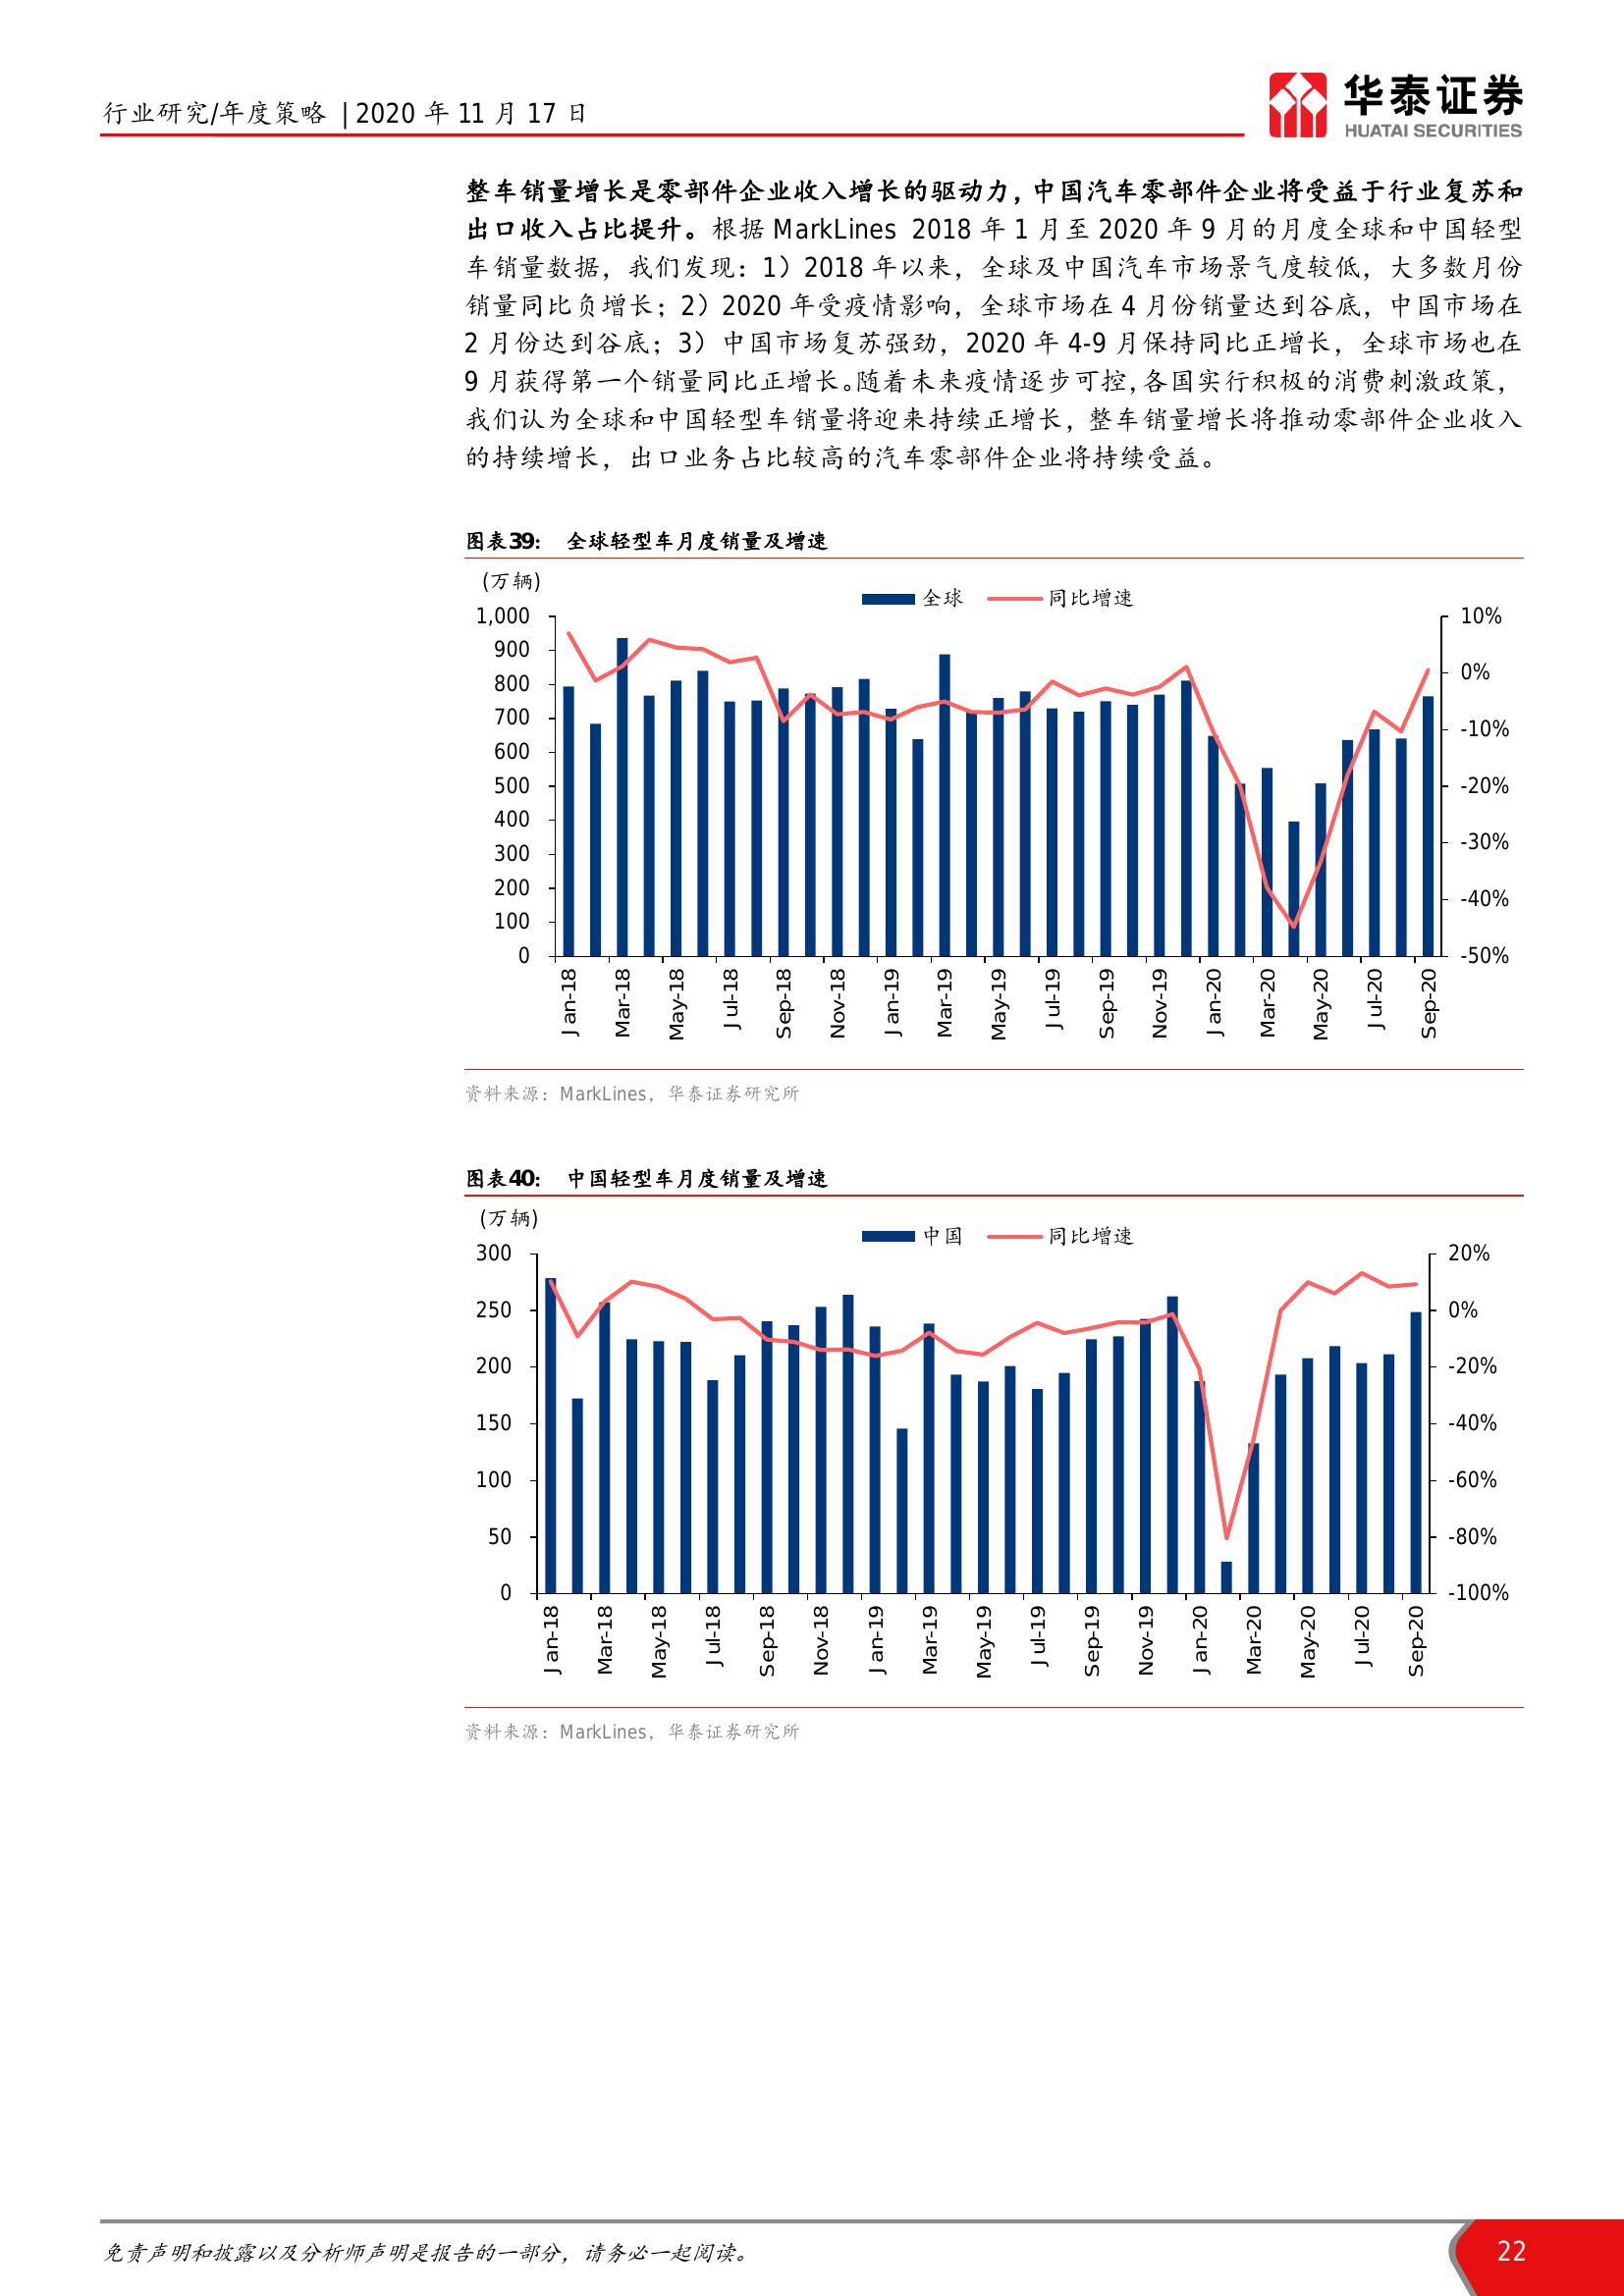 行业研究/年度策略 | 2020 年 11 月 17 日
华泰证券
HUATAI SECURITIES
整车销量增长是零部件企业收入增长的驱动力，中国汽车零部件企业将受益于行业复苏和
出口收入占比提升。根据 MarkLines 2018 年 1 月至 2020 年 9 月的月度全球和中国轻型
车销量数据，我们发现：1）2018 年以来，全球及中国汽车市场景气度较低，大多数月份
销量同比负增长；2）2020 年受疫情影响，全球市场在 4 月份销量达到谷底，中国市场在
2 月份达到谷底；3）中国市场复苏强劲，2020 年 4-9 月保持同比正增长，全球市场也在
9 月获得第一个销量同比正增长。随着未来疫情逐步可控，各国实行积极的消费刺激政策，
我们认为全球和中国轻型车销量将迎来持续正增长，整车销量增长将推动零部件企业收入
的持续增长，出口业务占比较高的汽车零部件企业将持续受益。
图表39： 全球轻型车月度销量及增速
(万辆)
全球 同比增速
1,000 10%
900
800 0%
700 -10%
600
500 -20%
400
300 -30%
200 -40%
100
0 -50%
Jan-18 Mar-18 May-18 Jul-18 Sep-18 Nov-18 Jan-19 Mar-19 May-19 Jul-19 Sep-19 Nov-19 Jan-20 Mar-20 May-20 Jul-20 Sep-20
资料来源：MarkLines，华泰证券研究所
图表40： 中国轻型车月度销量及增速
(万辆)
中国 同比增速
300 20%
250 0%
200 -20%
150 -40%
100 -60%
50 -80%
0 -100%
Jan-18 Mar-18 May-18 Jul-18 Sep-18 Nov-18 Jan-19 Mar-19 May-19 Jul-19 Sep-19 Nov-19 Jan-20 Mar-20 May-20 Jul-20 Sep-20
资料来源：MarkLines，华泰证券研究所
免责声明和披露以及分析师声明是报告的一部分，请务必一起阅读。
22